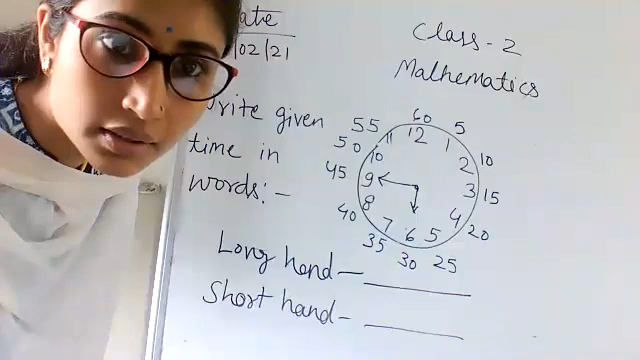 ate
/02/21
Class - 2
Mathematics
rite given
time in
words:-
60
55 5
12
11 1
50 10
10 2
45 15
9 3
40 20
8 4
7 6 5
35 30 25
Long hand—
Short hand-